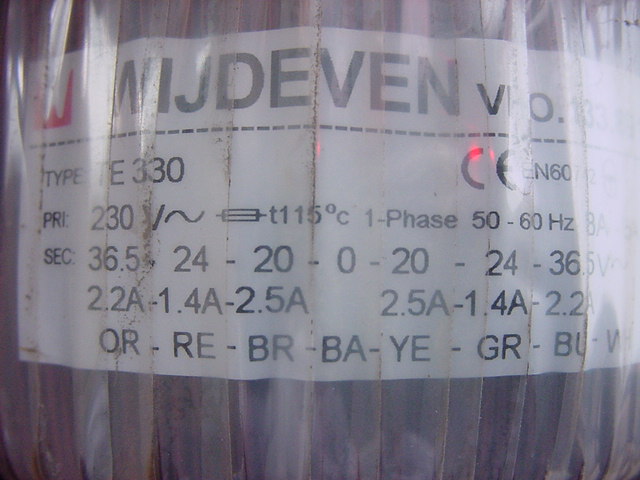 WIJDEVEN
TYPE: TE 330 CE
PRI: 230 V~ t115°c 1-Phase 50 - 60 Hz
SEC: 36.5 - 24 - 20 - 0 - 20 - 24 - 36.5V~
2.2A-1.4A-2.5A 2.5A-1.4A-2.2A
OR - RE - BR - BA - YE - GR - BU -